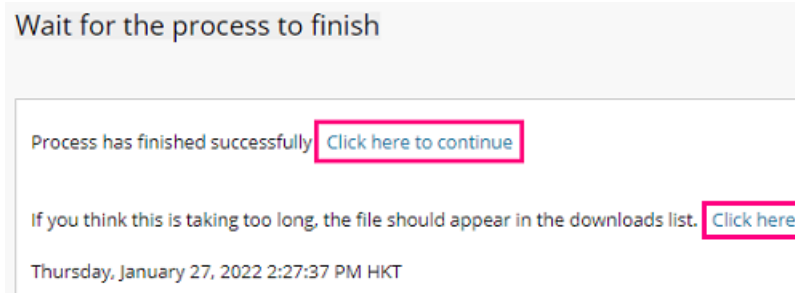 Wait for the process to finish
Process has finished successfully Click here to continue
If you think this is taking too long, the file should appear in the downloads list. Click here
Thursday, January 27, 2022 2:27:37 PM HKT